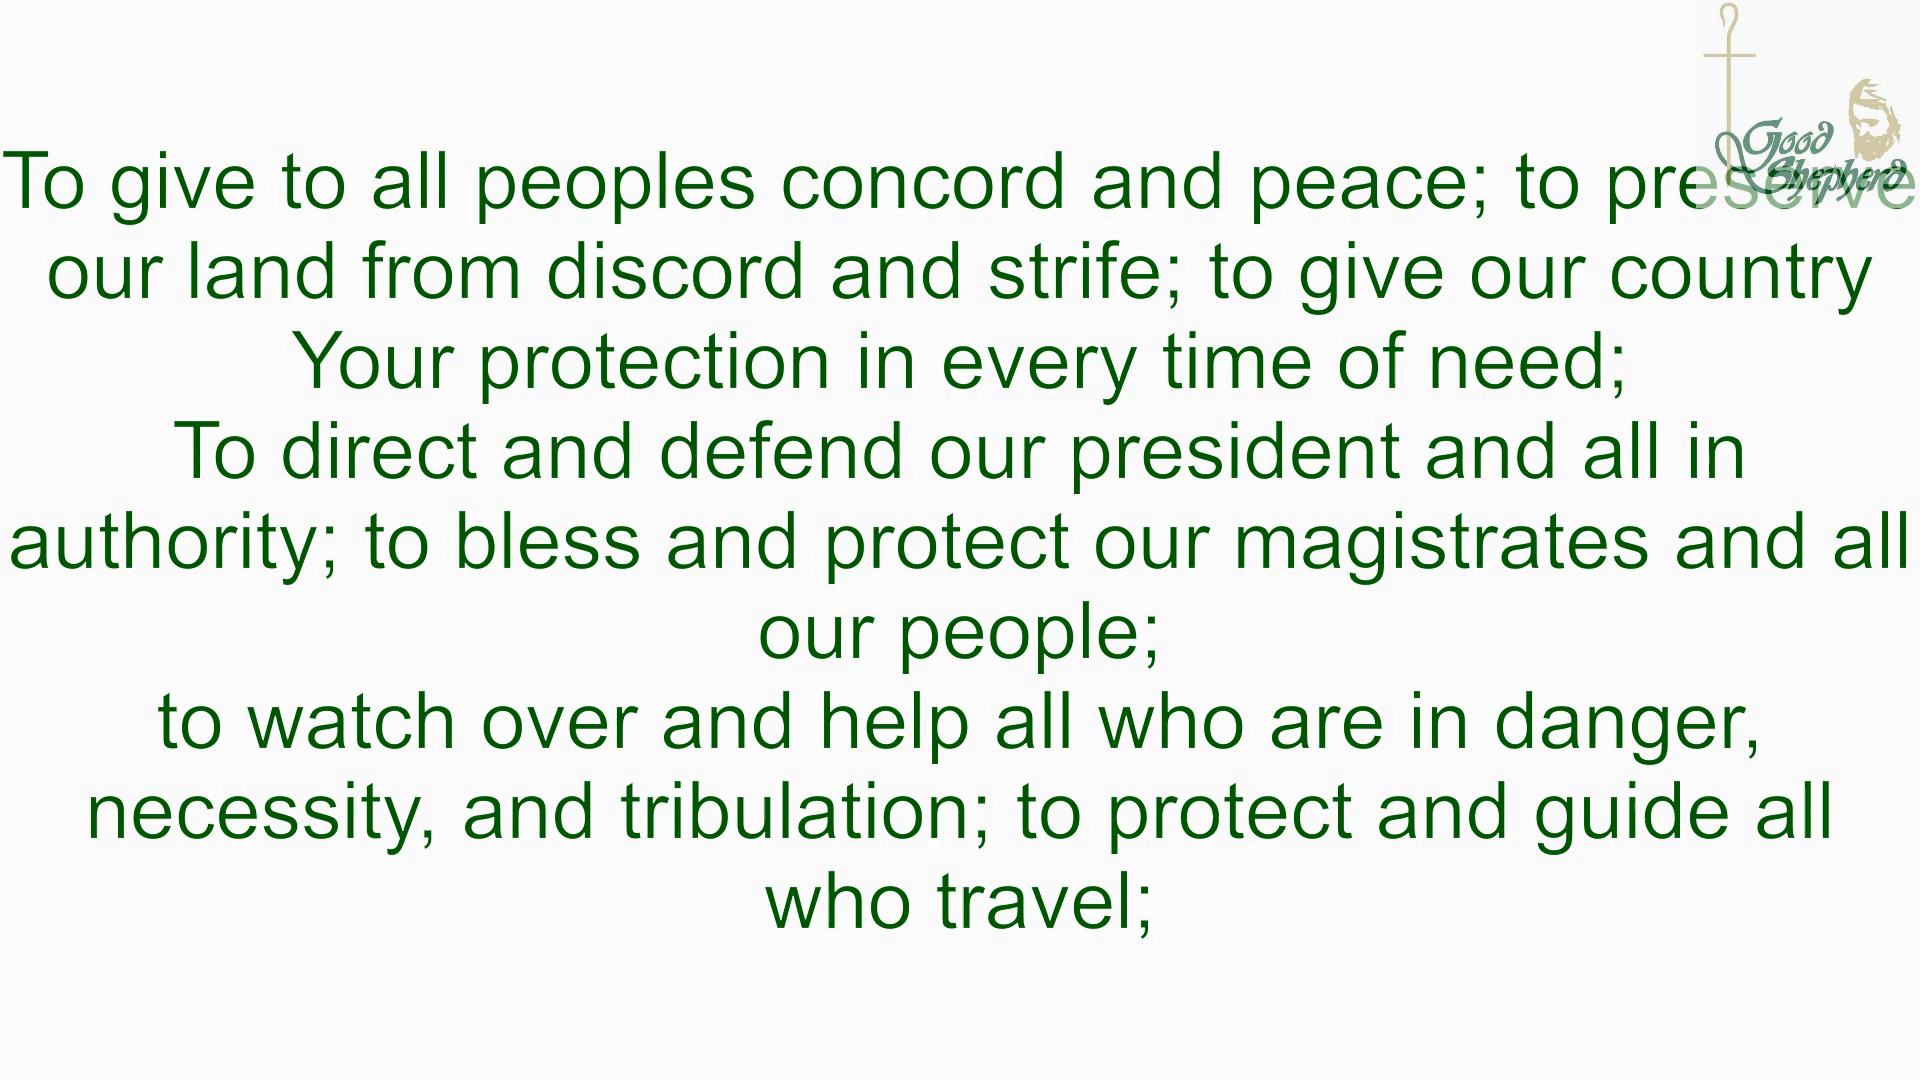 Good
Shepherd
To give to all peoples concord and peace; to preserve
our land from discord and strife; to give our country
Your protection in every time of need;
To direct and defend our president and all in
authority; to bless and protect our magistrates and all
our people;
to watch over and help all who are in danger,
necessity, and tribulation; to protect and guide all
who travel;